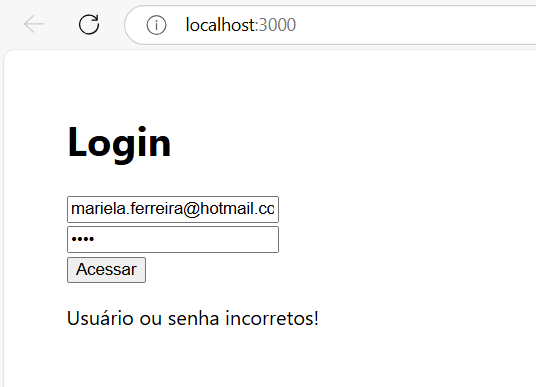 localhost:3000
Login
mariela.ferreira@hotmail.co
••••
Acessar
Usuário ou senha incorretos!